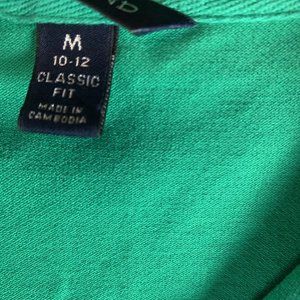 M
10-12
CLASSIC
FIT
MADE IN
CAMBODIA